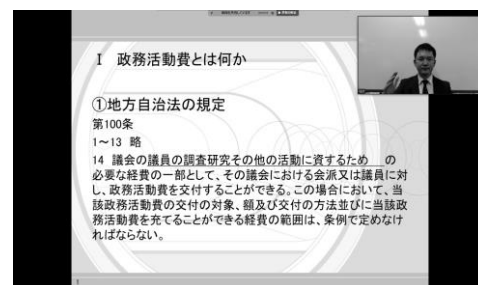 Ⅰ 政務活動費とは何か
①地方自治法の規定
第100条
1～13 略
14 議会の議員の調査研究その他の活動に資するため の
必要な経費の一部として、その議会における会派又は議員に対
し、政務活動費を交付することができる。この場合において、当
該政務活動費の交付の対象、額及び交付の方法並びに当該政
務活動費を充てることができる経費の範囲は、条例で定めなけ
ればならない。
1